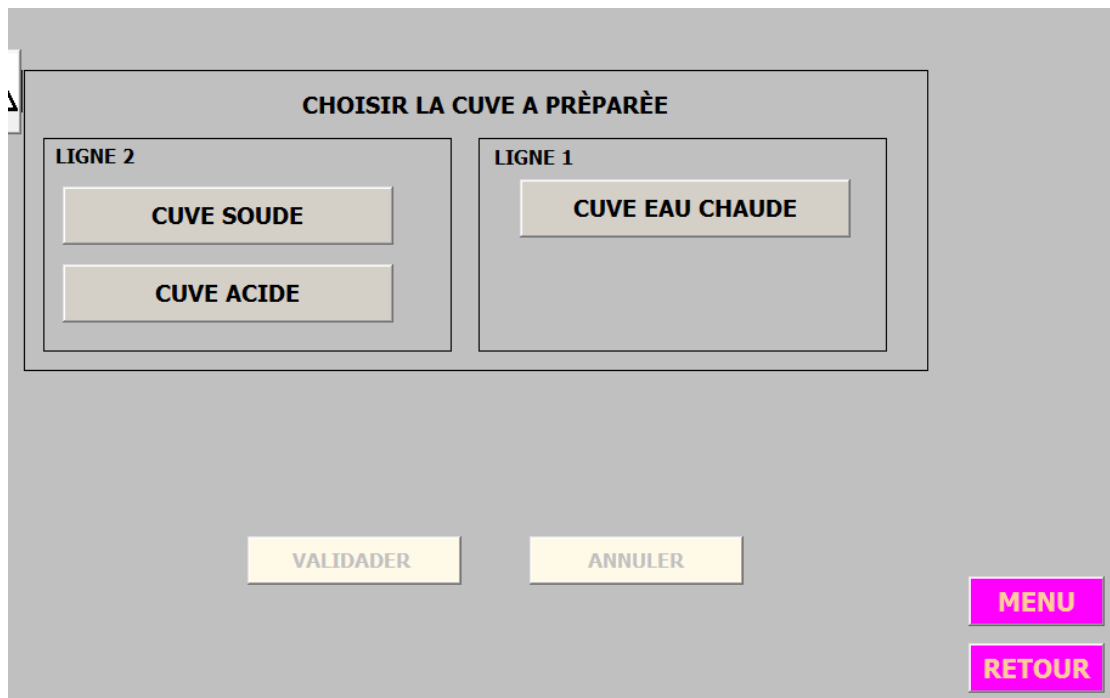 CHOISIR LA CUVE A PRÈPARÈE
LIGNE 2
CUVE SOUDE
CUVE ACIDE
LIGNE 1
CUVE EAU CHAUDE
VALIDADER
ANNULER
MENU
RETOUR